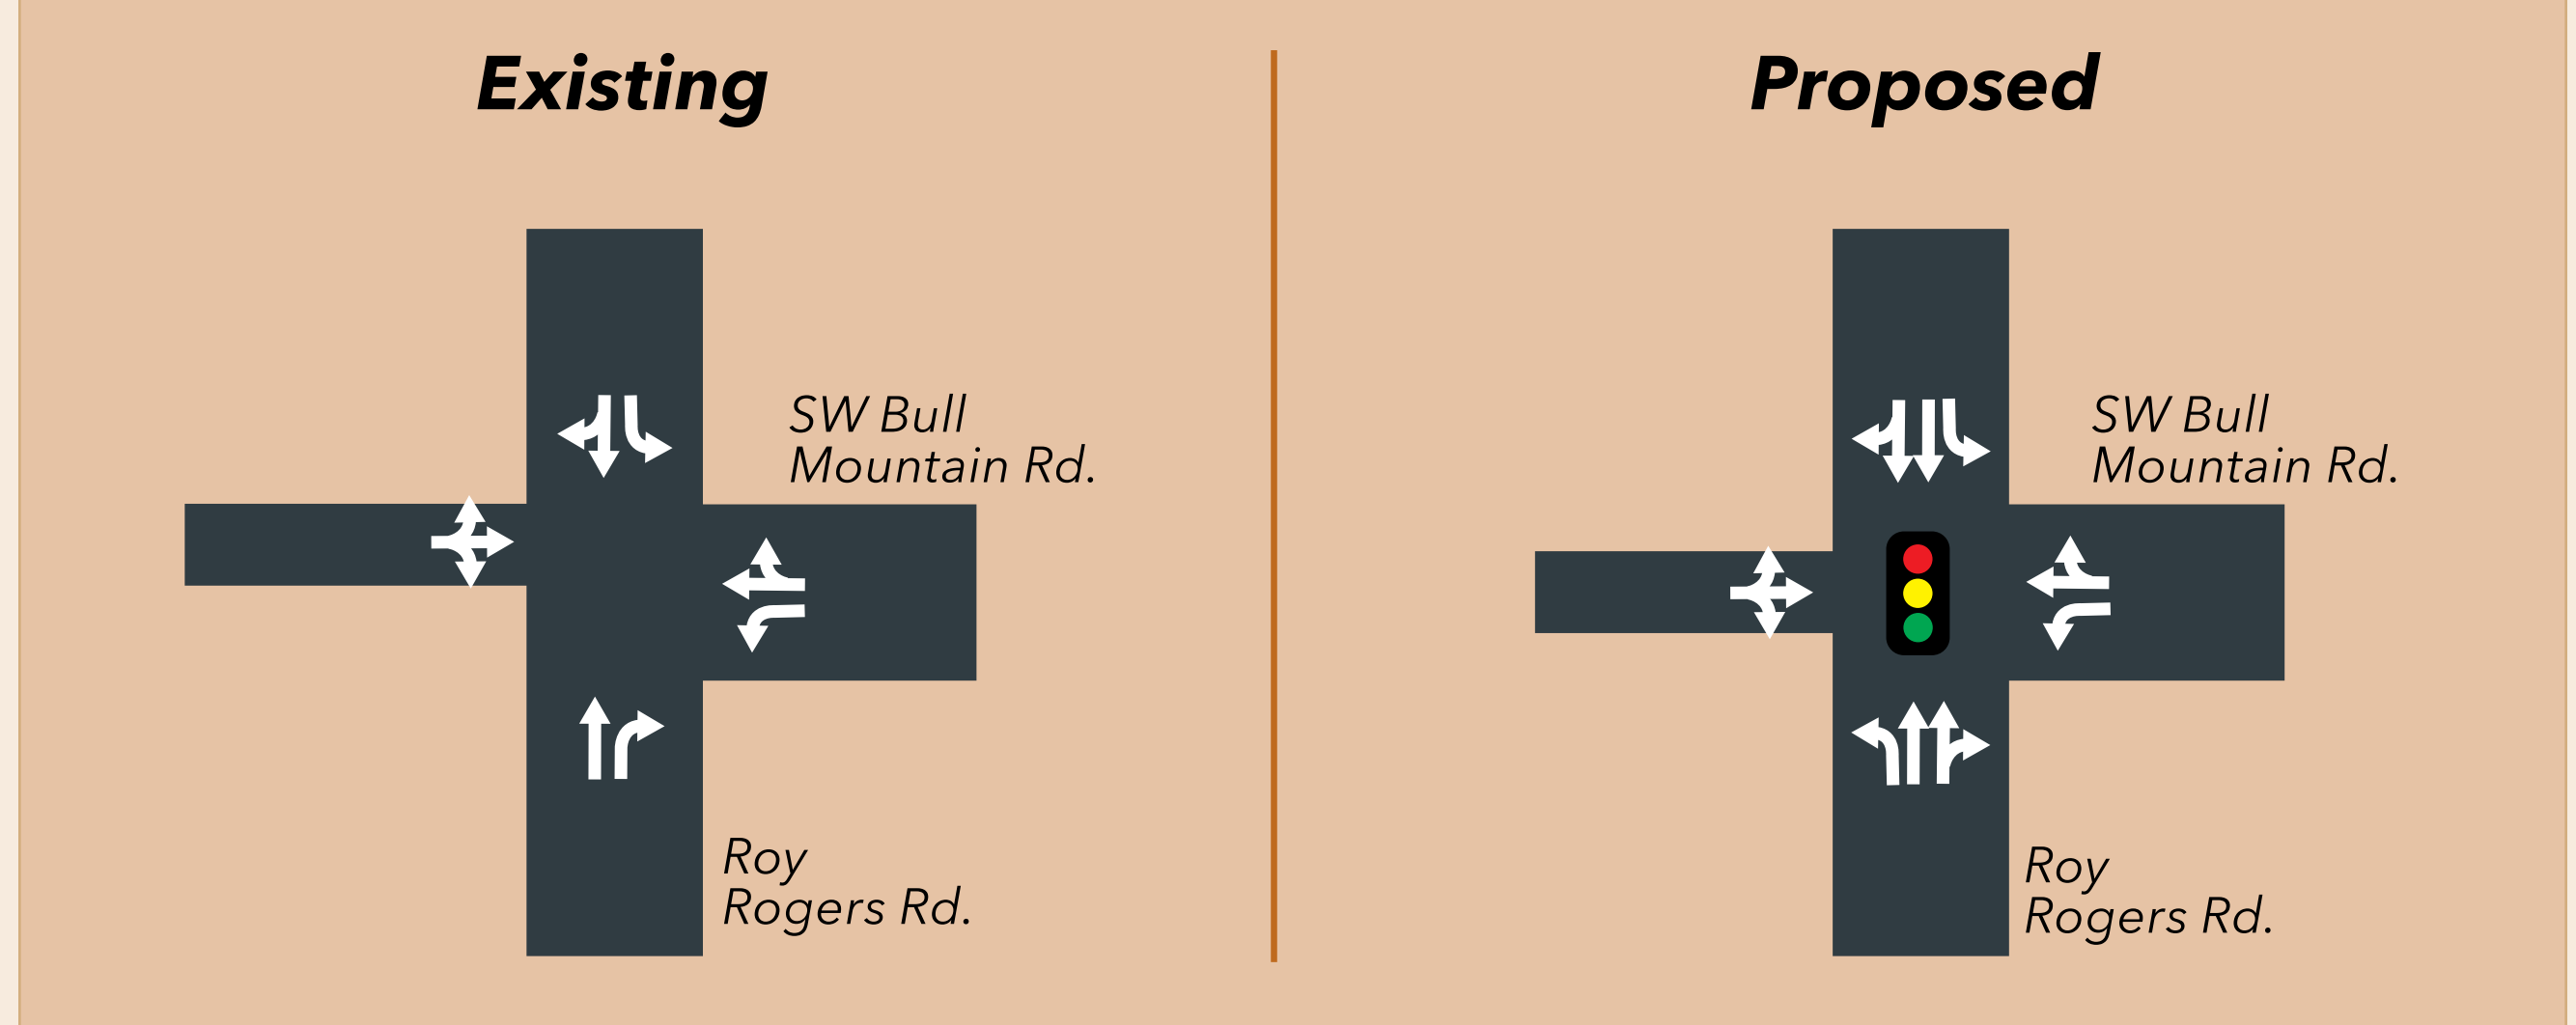 Existing
SW Bull
Mountain Rd.
Roy
Rogers Rd.
Proposed
SW Bull
Mountain Rd.
Roy
Rogers Rd.